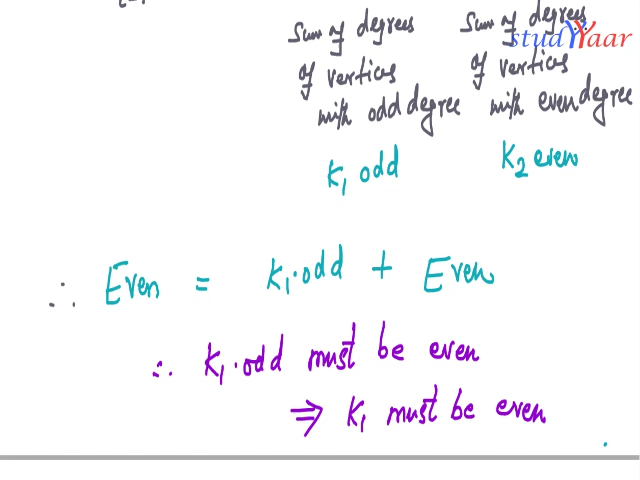 Sum of degrees
of vertices
with odd degree
Sum of degrees
of vertices
with even degree
studYYaar
K₁ odd
K₂ even
∴ Even = K₁·odd + Even
∴ K₁·odd must be even
⇒ K₁ must be even